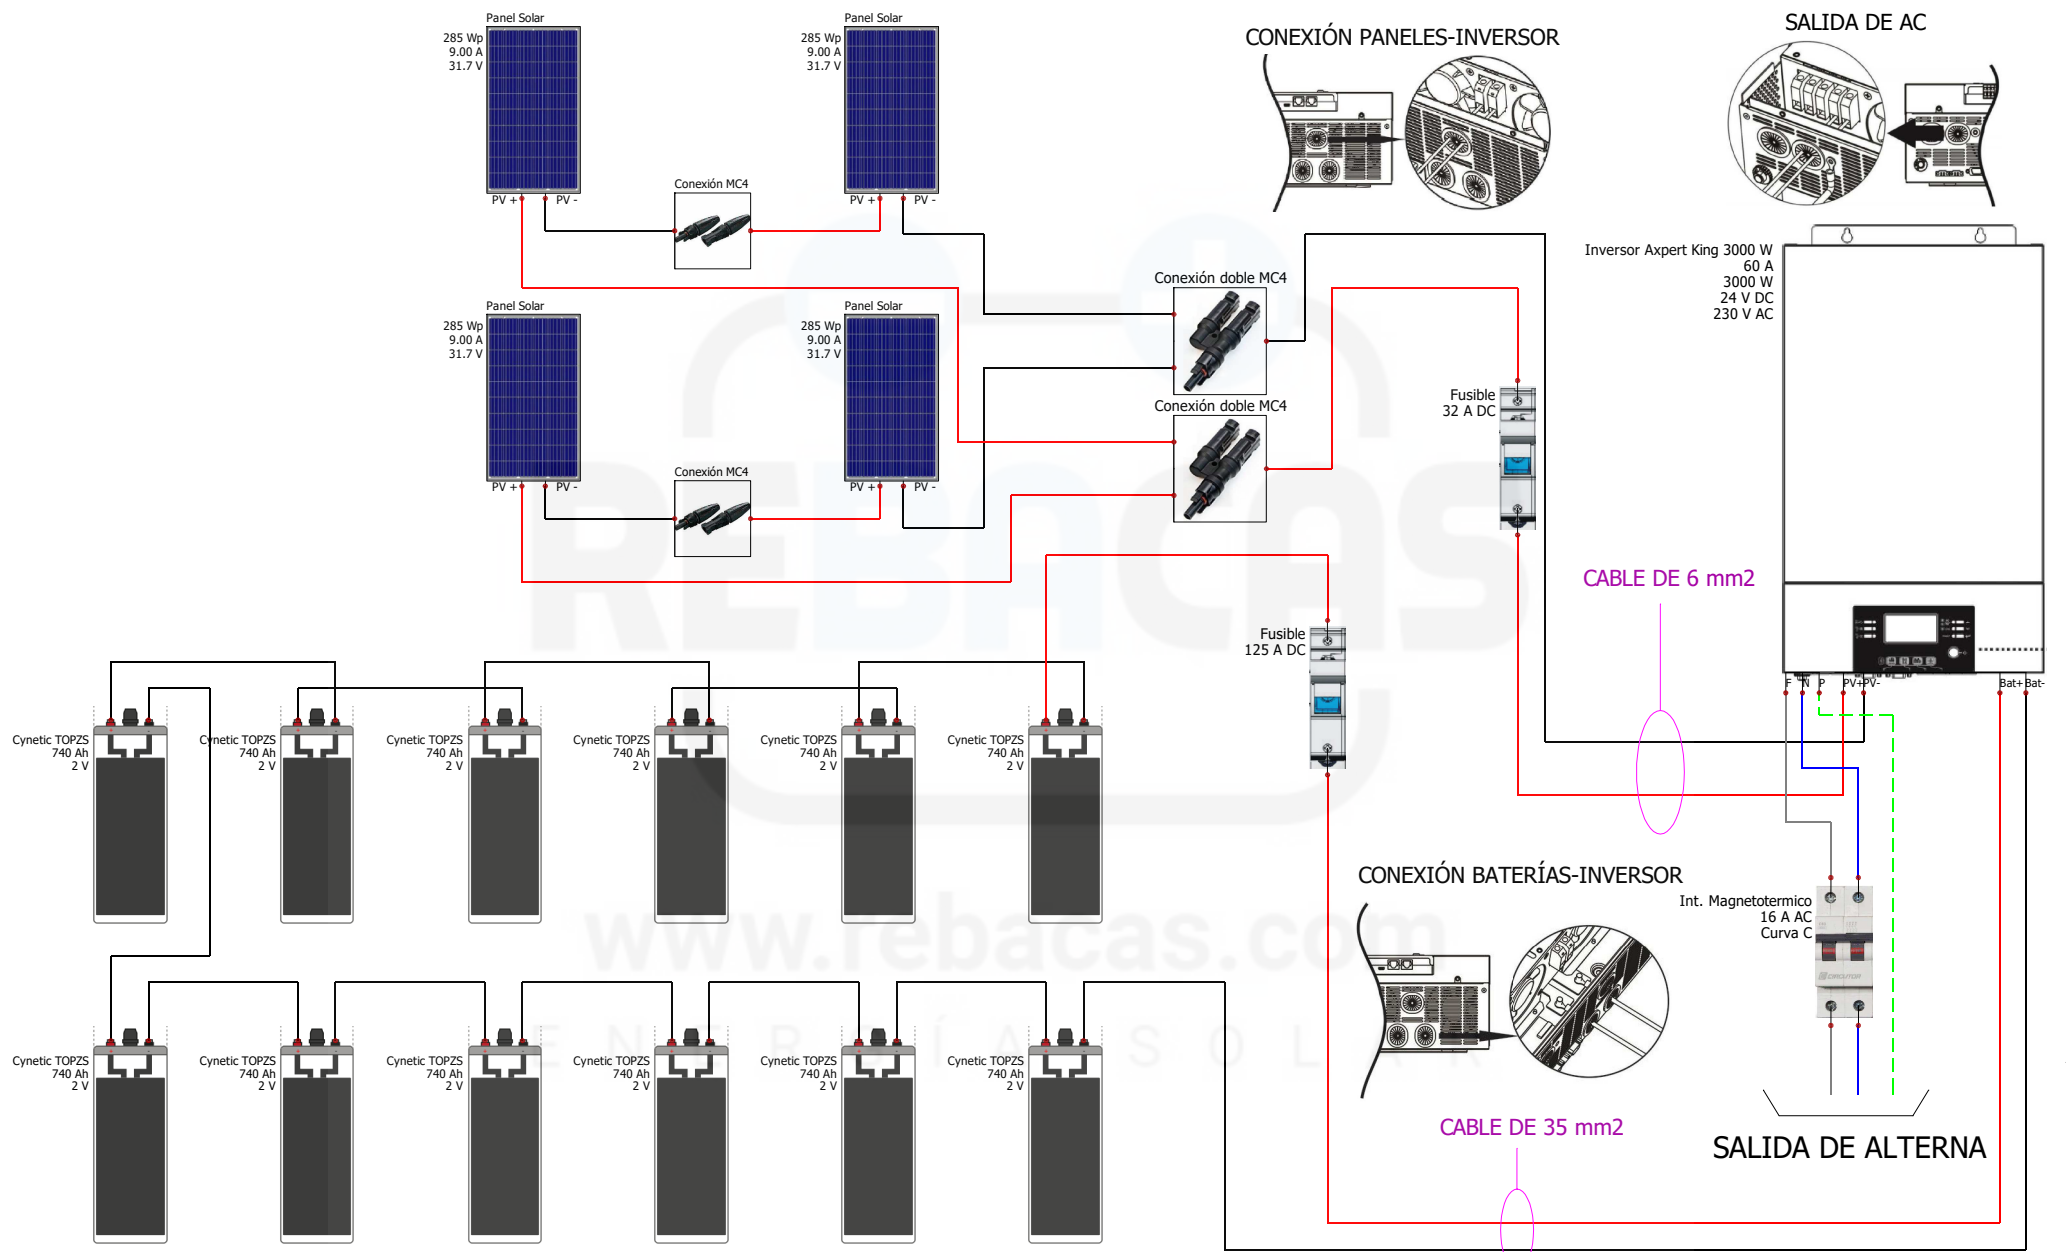 Panel Solar
285 Wp
9.00 A
31.7 V
PV +
PV -
Panel Solar
285 Wp
9.00 A
31.7 V
PV +
PV -
Conexión MC4
CONEXIÓN PANELES-INVERSOR
SALIDA DE AC
Inversor Axpert King 3000 W
60 A
3000 W
24 V DC
230 V AC
Conexión doble MC4
Panel Solar
285 Wp
9.00 A
31.7 V
PV +
PV -
Panel Solar
285 Wp
9.00 A
31.7 V
PV +
PV -
Conexión MC4
Conexión doble MC4
Fusible
32 A DC
REBACAS
CABLE DE 6 mm2
Fusible
125 A DC
F
N
P
PV+
PV-
Bat+
Bat-
Cynetic TOPZS
740 Ah
2 V
Cynetic TOPZS
740 Ah
2 V
Cynetic TOPZS
740 Ah
2 V
Cynetic TOPZS
740 Ah
2 V
Cynetic TOPZS
740 Ah
2 V
Cynetic TOPZS
740 Ah
2 V
CONEXIÓN BATERÍAS-INVERSOR
Int. Magnetotermico
16 A AC
Curva C
CIRCUTOR
www.rebacas.com
ENERGÍA SOLAR
Cynetic TOPZS
740 Ah
2 V
Cynetic TOPZS
740 Ah
2 V
Cynetic TOPZS
740 Ah
2 V
Cynetic TOPZS
740 Ah
2 V
Cynetic TOPZS
740 Ah
2 V
Cynetic TOPZS
740 Ah
2 V
CABLE DE 35 mm2
SALIDA DE ALTERNA